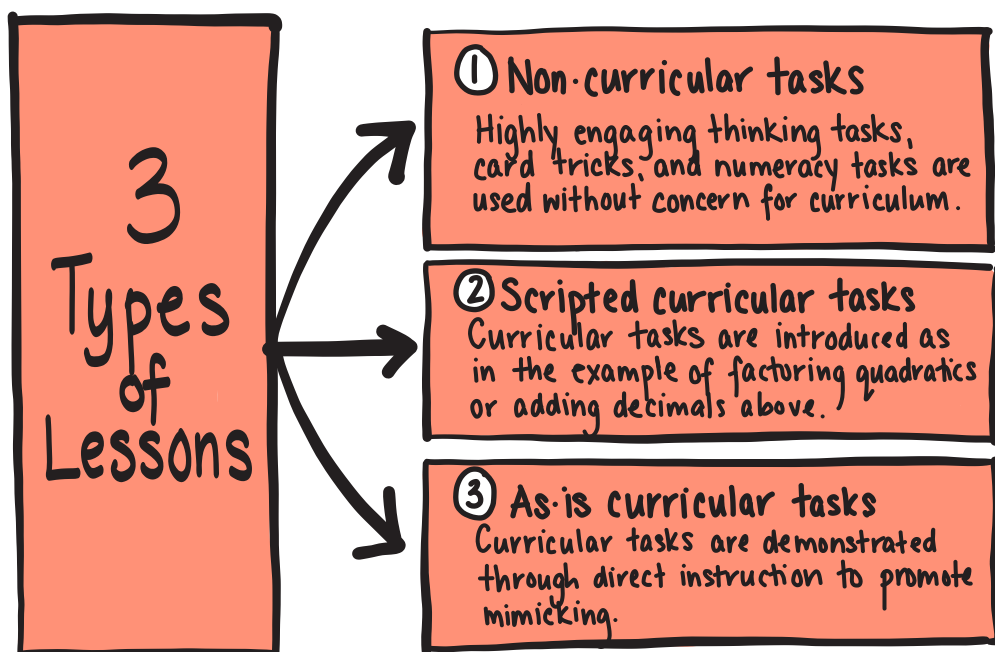 3
Types
of
Lessons
1 Non-curricular tasks
Highly engaging thinking tasks,
card tricks, and numeracy tasks are
used without concern for curriculum.
2 Scripted curricular tasks
Curricular tasks are introduced as
in the example of factoring quadratics
or adding decimals above.
3 As-is curricular tasks
Curricular tasks are demonstrated
through direct instruction to promote
mimicking.